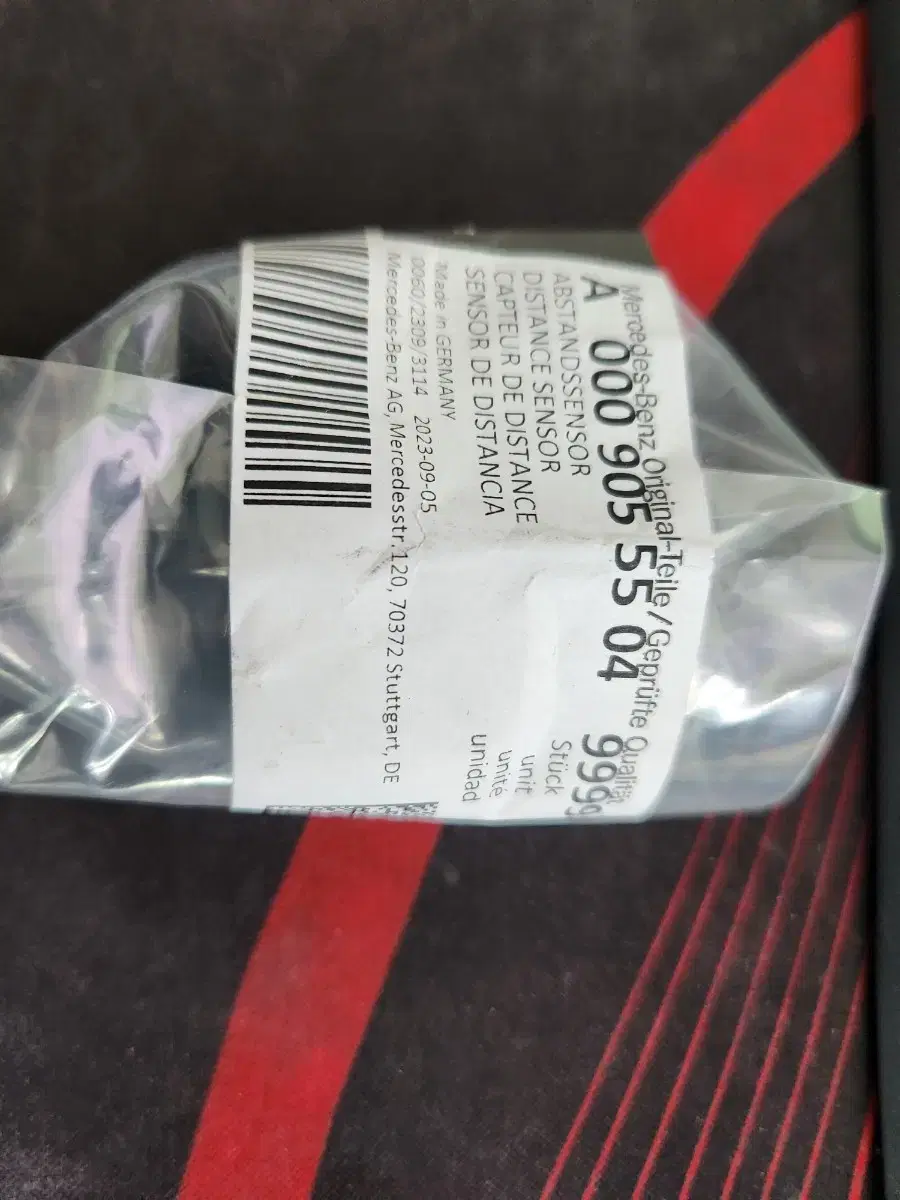 Mercedes-Benz Original-Teile/Geprüfte Qualität
A 000 905 55 04 9999
ABSTANDSSENSOR Stück
DISTANCE SENSOR unit
CAPTEUR DE DISTANCE unité
SENSOR DE DISTANCIA unidad
Made in GERMANY
0060/2309/3114 2023-09-05
Mercedes-Benz AG, Mercedesstr.120, 70372 Stuttgart, DE